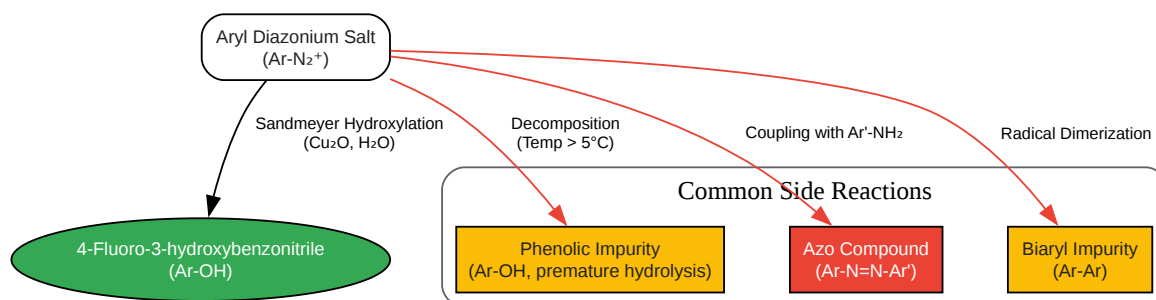 Aryl Diazonium Salt
(Ar-N₂⁺)
Sandmeyer Hydroxylation
(Cu₂O, H₂O)
Decomposition
(Temp > 5°C)
Coupling with Ar'-NH₂
Radical Dimerization
Common Side Reactions
4-Fluoro-3-hydroxybenzonitrile
(Ar-OH)
Phenolic Impurity
(Ar-OH, premature hydrolysis)
Azo Compound
(Ar-N=N-Ar')
Biaryl Impurity
(Ar-Ar)